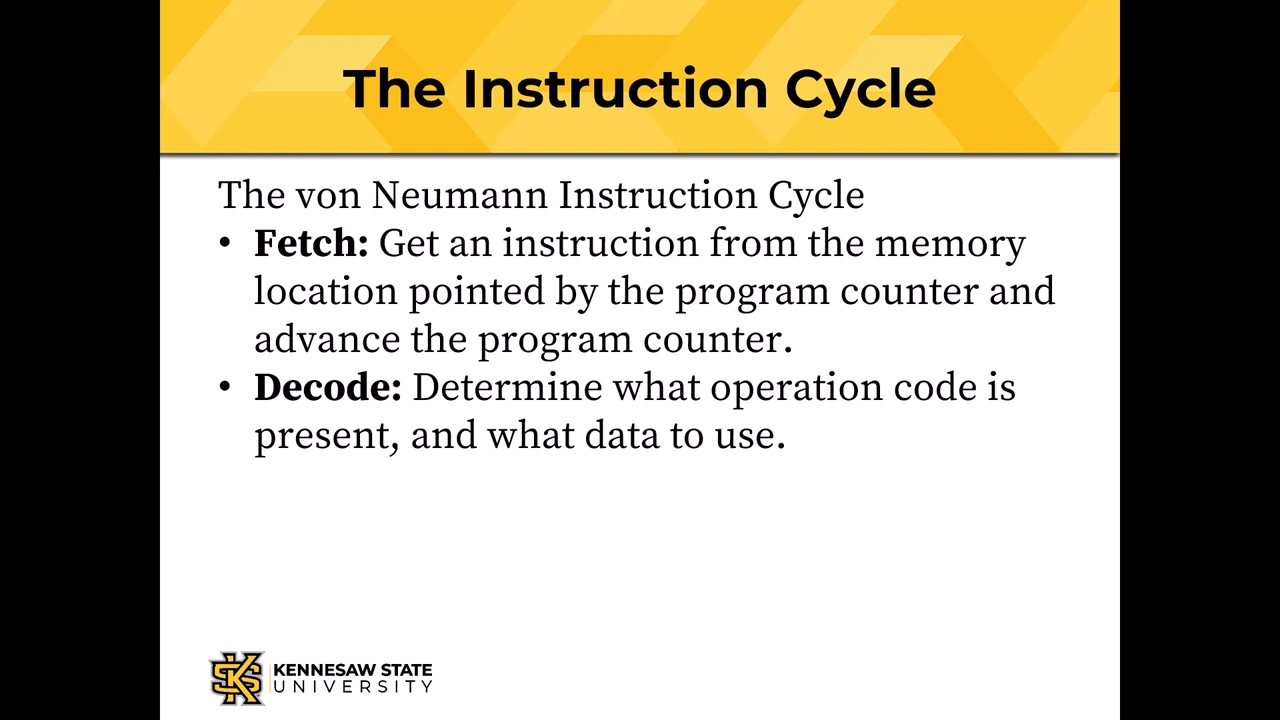 The Instruction Cycle
The von Neumann Instruction Cycle
• Fetch: Get an instruction from the memory
location pointed by the program counter and
advance the program counter.
• Decode: Determine what operation code is
present, and what data to use.
KENNESAW STATE
UNIVERSITY